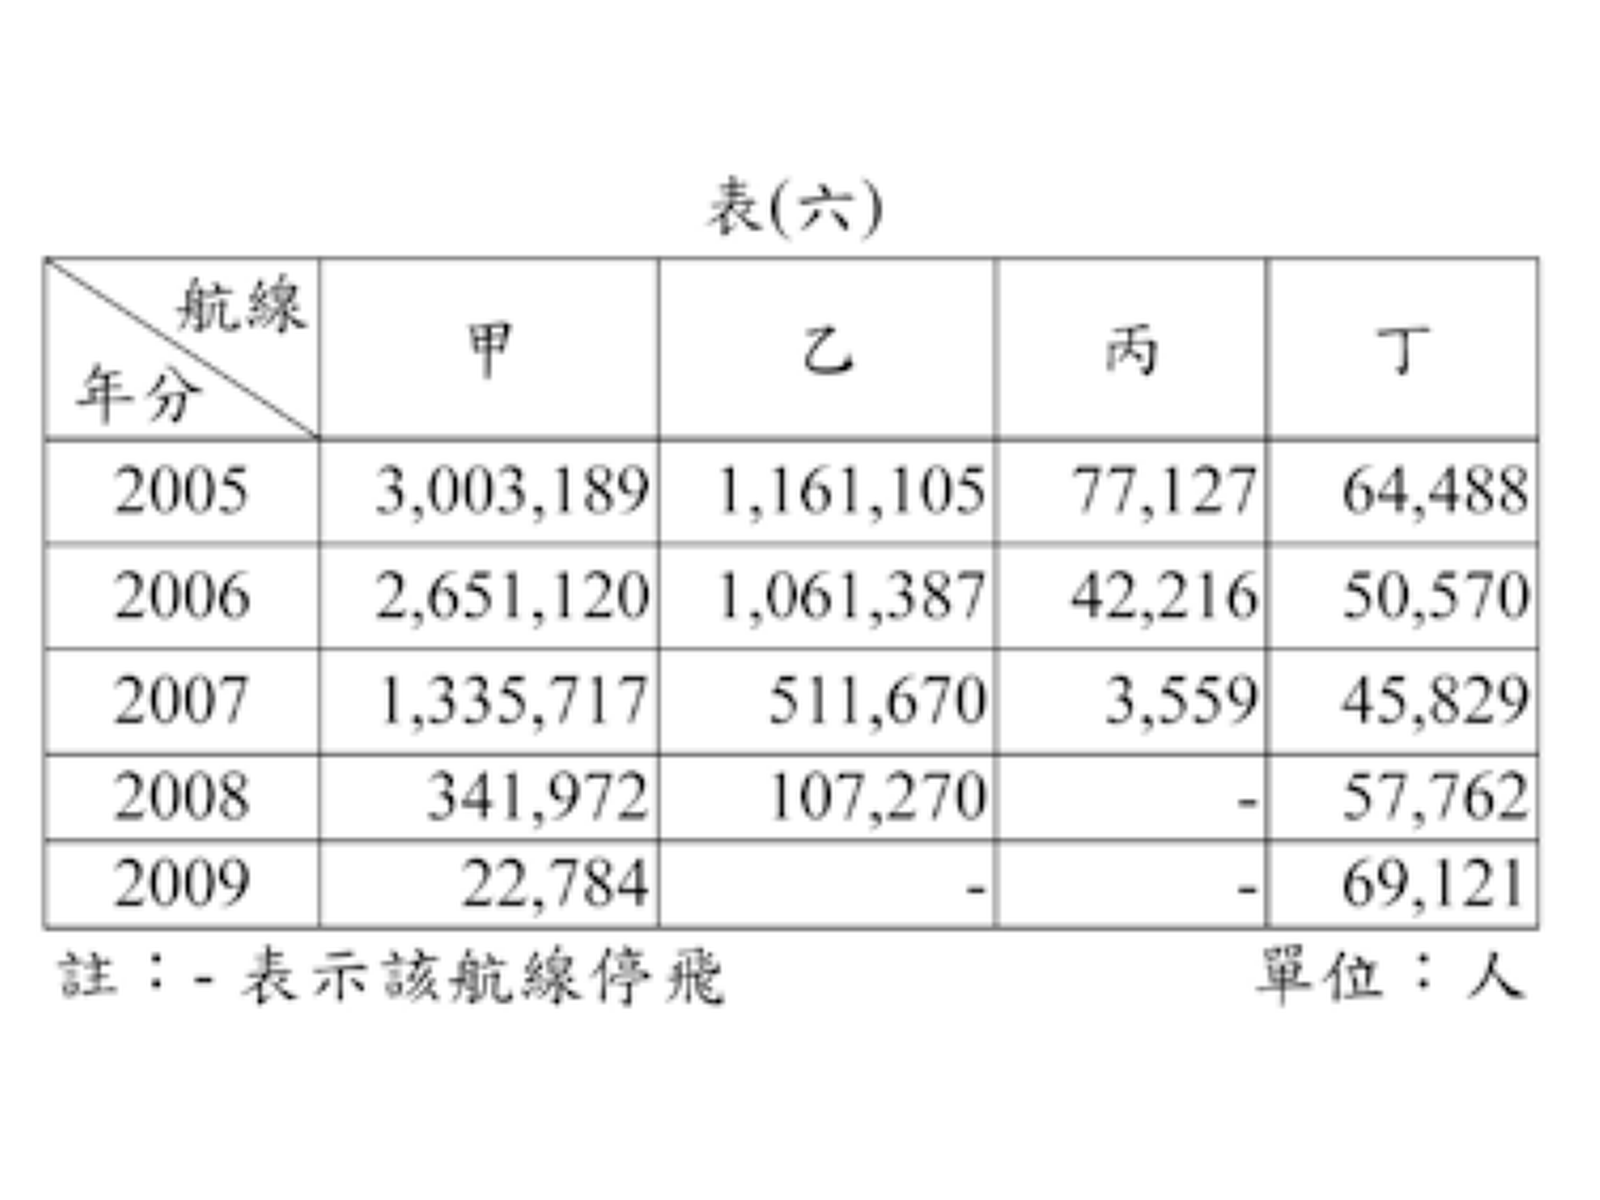 表(六)
航線 年分 甲 乙 丙 丁
2005 3,003,189 1,161,105 77,127 64,488
2006 2,651,120 1,061,387 42,216 50,570
2007 1,335,717 511,670 3,559 45,829
2008 341,972 107,270 - 57,762
2009 22,784 - - 69,121
註：- 表示該航線停飛 單位：人